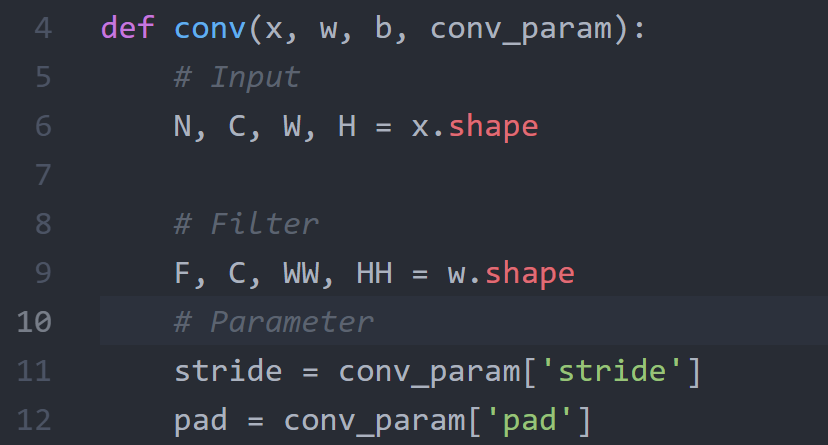 4 def conv(x, w, b, conv_param):
5 # Input
6 N, C, W, H = x.shape
7
8 # Filter
9 F, C, WW, HH = w.shape
10 # Parameter
11 stride = conv_param['stride']
12 pad = conv_param['pad']